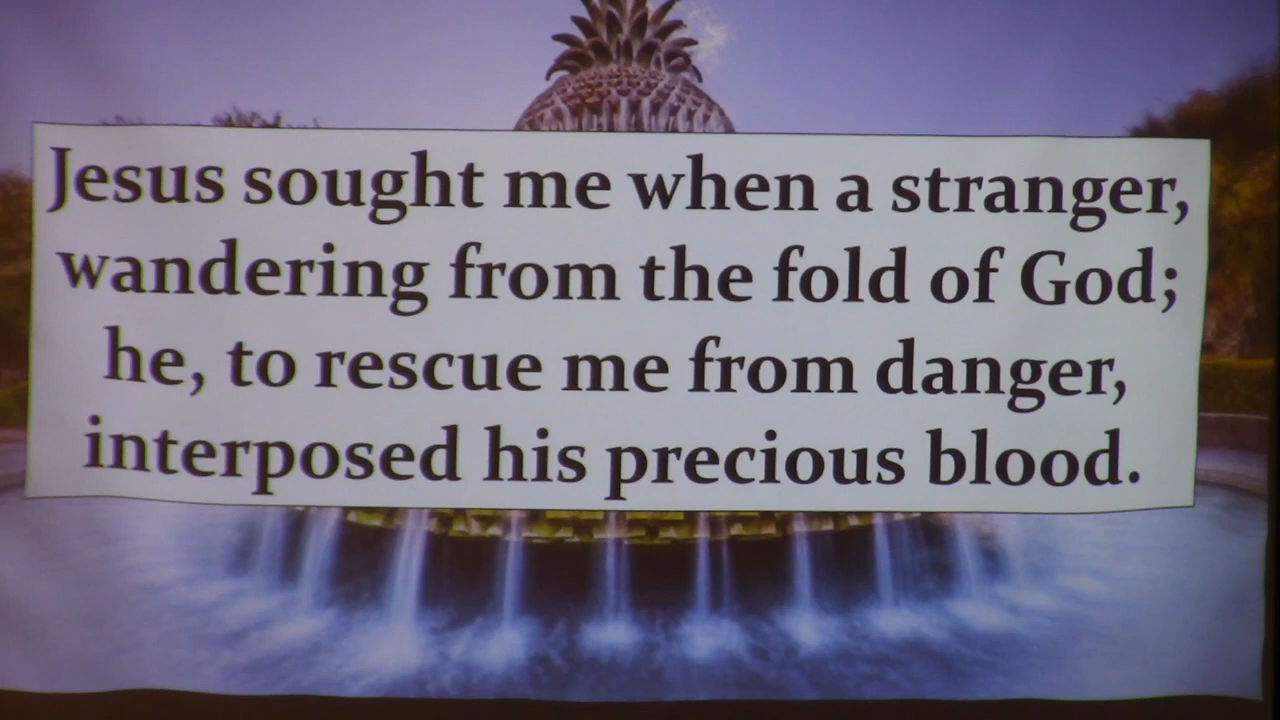 Jesus sought me when a stranger,
wandering from the fold of God;
he, to rescue me from danger,
interposed his precious blood.